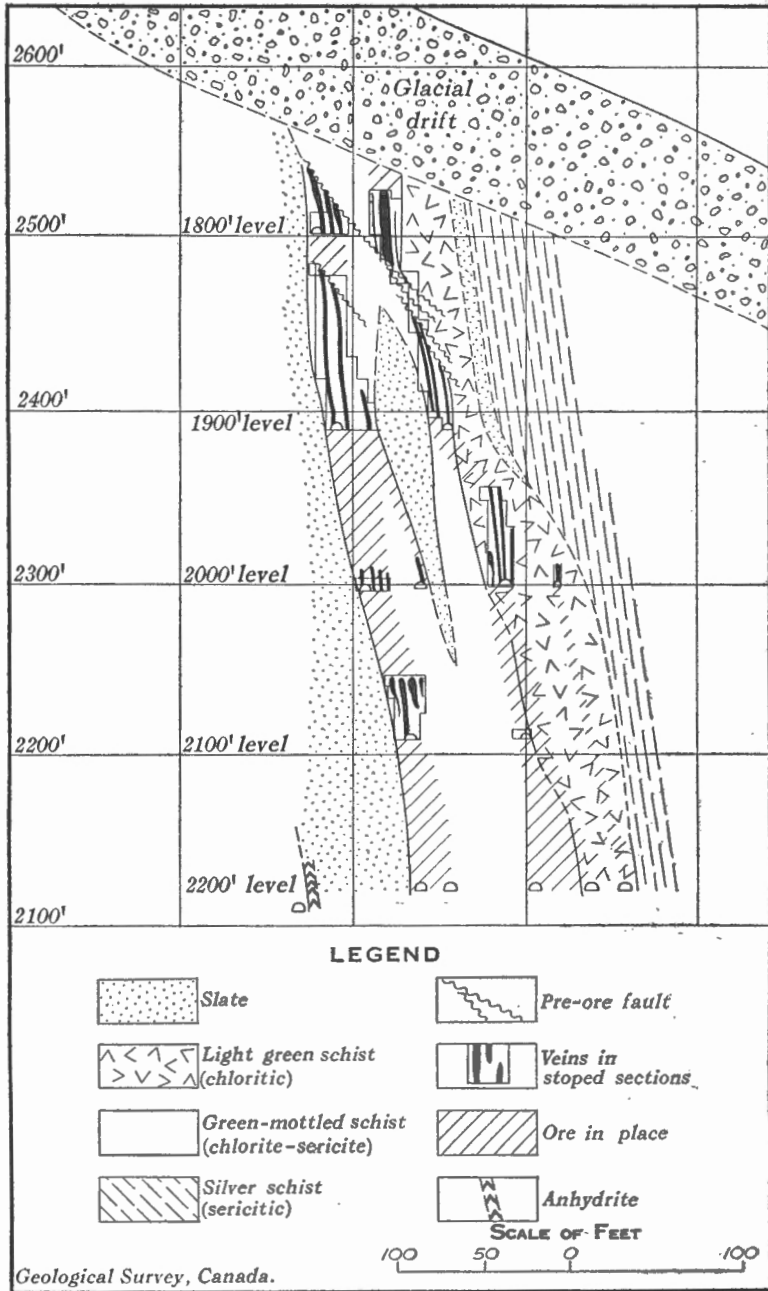 2600'
Glacial
drift
2500'
1800' level
2400'
1900' level
2300'
2000' level
2200'
2100' level
2200' level
2100'
LEGEND
Slate
Pre-ore fault
Light green schist
(chloritic)
Veins in
stoped sections
Green-mottled schist
(chlorite-sericite)
Ore in place
Silver schist
(sericitic)
Anhydrite
SCALE OF FEET
100 50 0 100
Geological Survey, Canada.